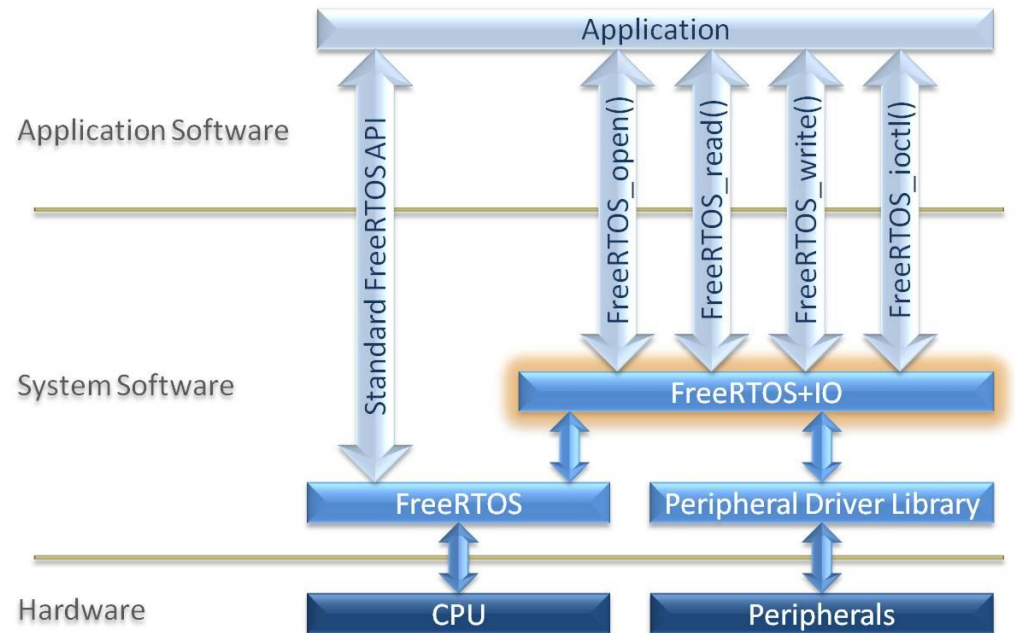 Application
Application Software
Standard FreeRTOS API
FreeRTOS_open()
FreeRTOS_read()
FreeRTOS_write()
FreeRTOS_ioctl()
System Software
FreeRTOS+IO
FreeRTOS
Peripheral Driver Library
Hardware
CPU
Peripherals